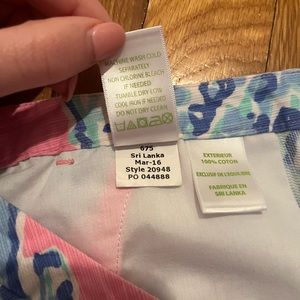 MACHINE WASH COLD
SEPARATELY
NON CHLORINE BLEACH
IF NEEDED
TUMBLE DRY LOW
COOL IRON IF NEEDED
DO NOT DRY CLEAN
675
Sri Lanka
Mar-16
Style 20948
PO 044888
EXTERIEUR
100% COTON
EXCLUSIF DE L'EQUILIBRE
FABRIQUE EN
SRI LANKA